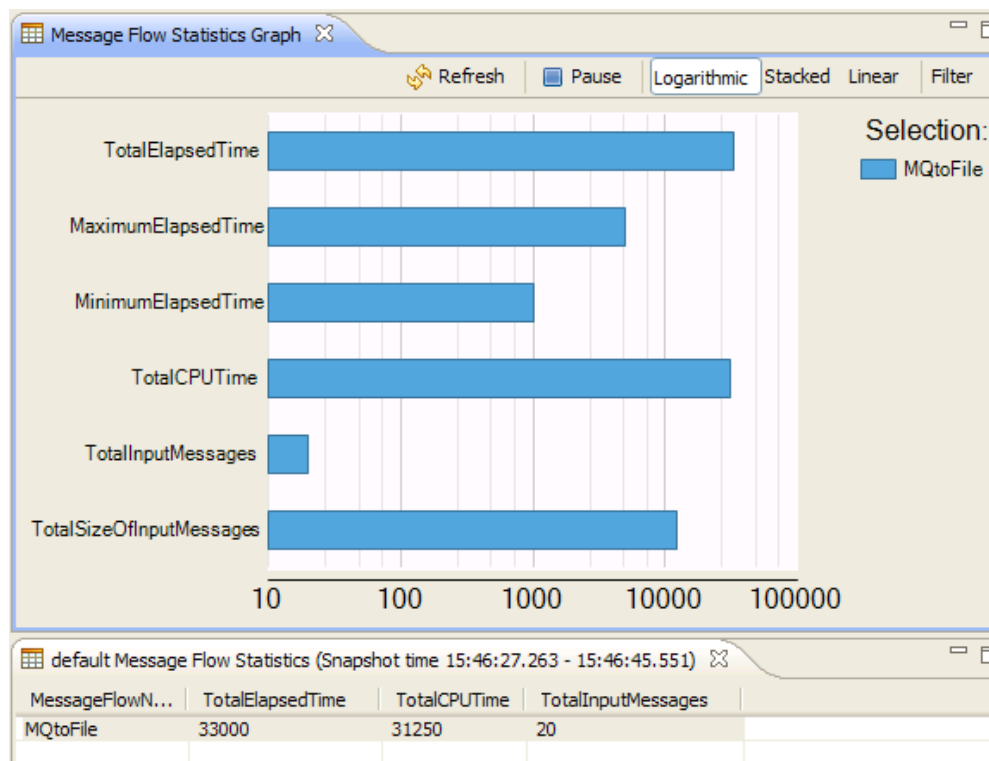 Message Flow Statistics Graph
Refresh Pause Logarithmic Stacked Linear Filter
Selection:
MQtoFile
TotalElapsedTime
MaximumElapsedTime
MinimumElapsedTime
TotalCPUTime
TotalInputMessages
TotalSizeOfInputMessages
10 100 1000 10000 100000
default Message Flow Statistics (Snapshot time 15:46:27.263 - 15:46:45.551)
MessageFlowN... TotalElapsedTime TotalCPUTime TotalInputMessages
MQtoFile 33000 31250 20